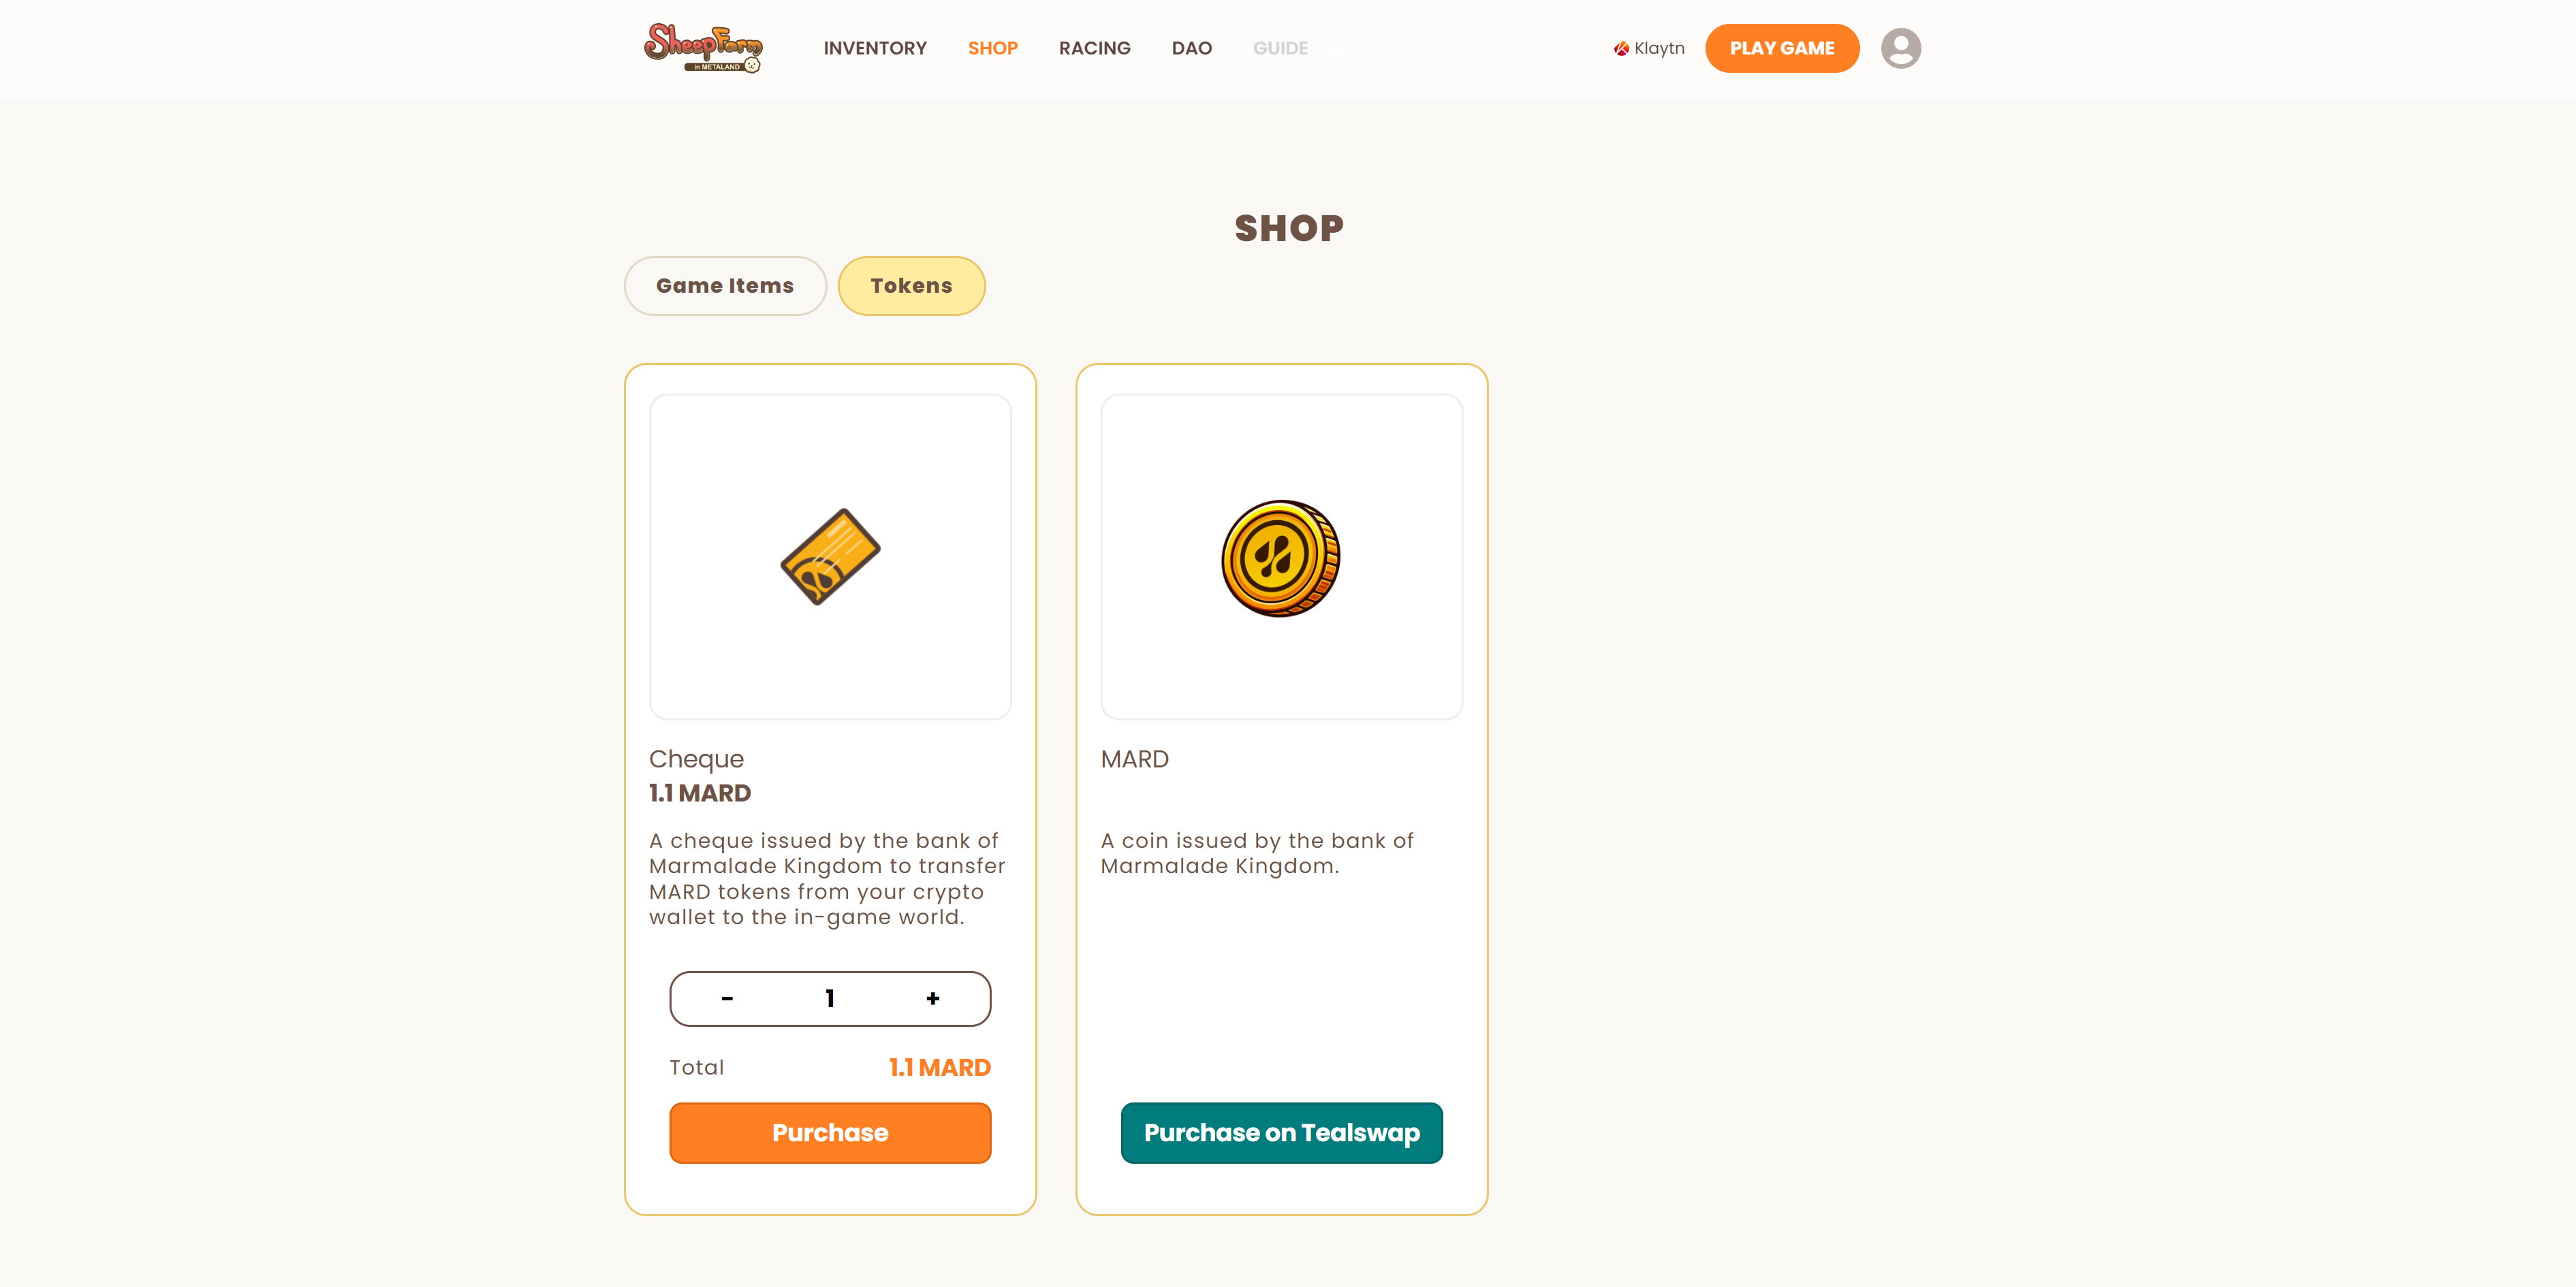 SheepFarm
in METALAND
INVENTORY
SHOP
RACING
DAO
GUIDE
Klaytn
PLAY GAME
SHOP
Game Items
Tokens
Cheque
1.1 MARD
A cheque issued by the bank of
Marmalade Kingdom to transfer
MARD tokens from your crypto
wallet to the in-game world.
- 1 +
Total 1.1 MARD
Purchase
MARD
A coin issued by the bank of
Marmalade Kingdom.
Purchase on Tealswap